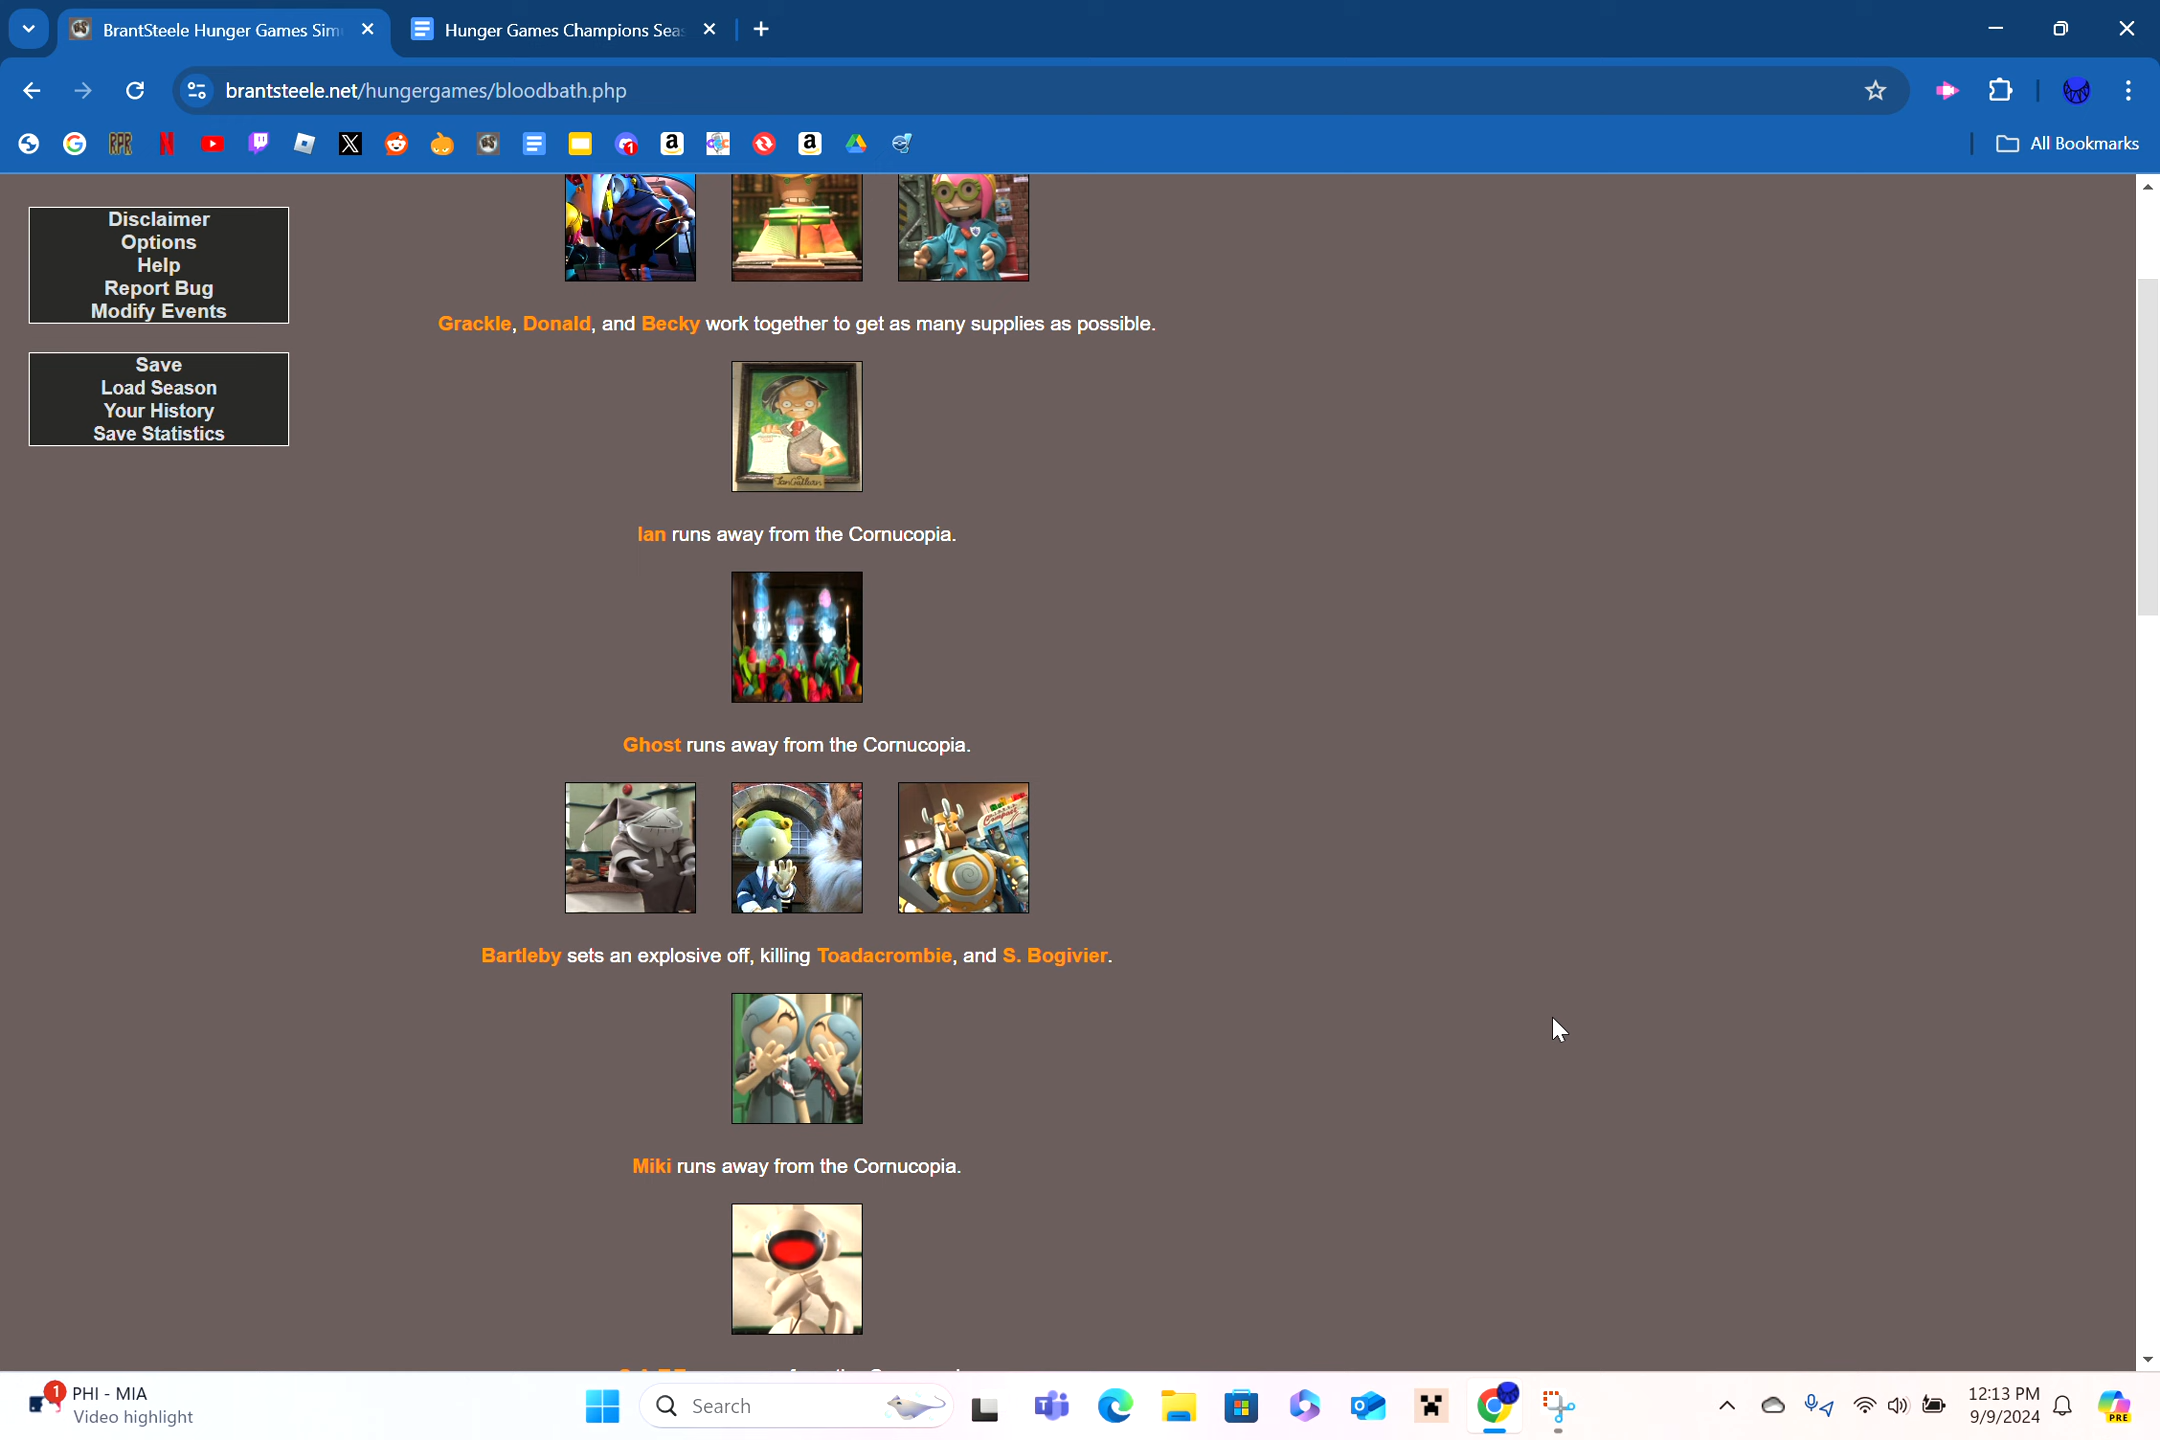 BrantSteele Hunger Games Sim
Hunger Games Champions Sea
brantsteele.net/hungergames/bloodbath.php
All Bookmarks
Disclaimer
Options
Help
Report Bug
Modify Events
Save
Load Season
Your History
Save Statistics
Grackle, Donald, and Becky work together to get as many supplies as possible.
Ian runs away from the Cornucopia.
Ghost runs away from the Cornucopia.
Bartleby sets an explosive off, killing Toadacrombie, and S. Bogivier.
Miki runs away from the Cornucopia.
1
PHI - MIA
Video highlight
Search
12:13 PM
9/9/2024
PRE